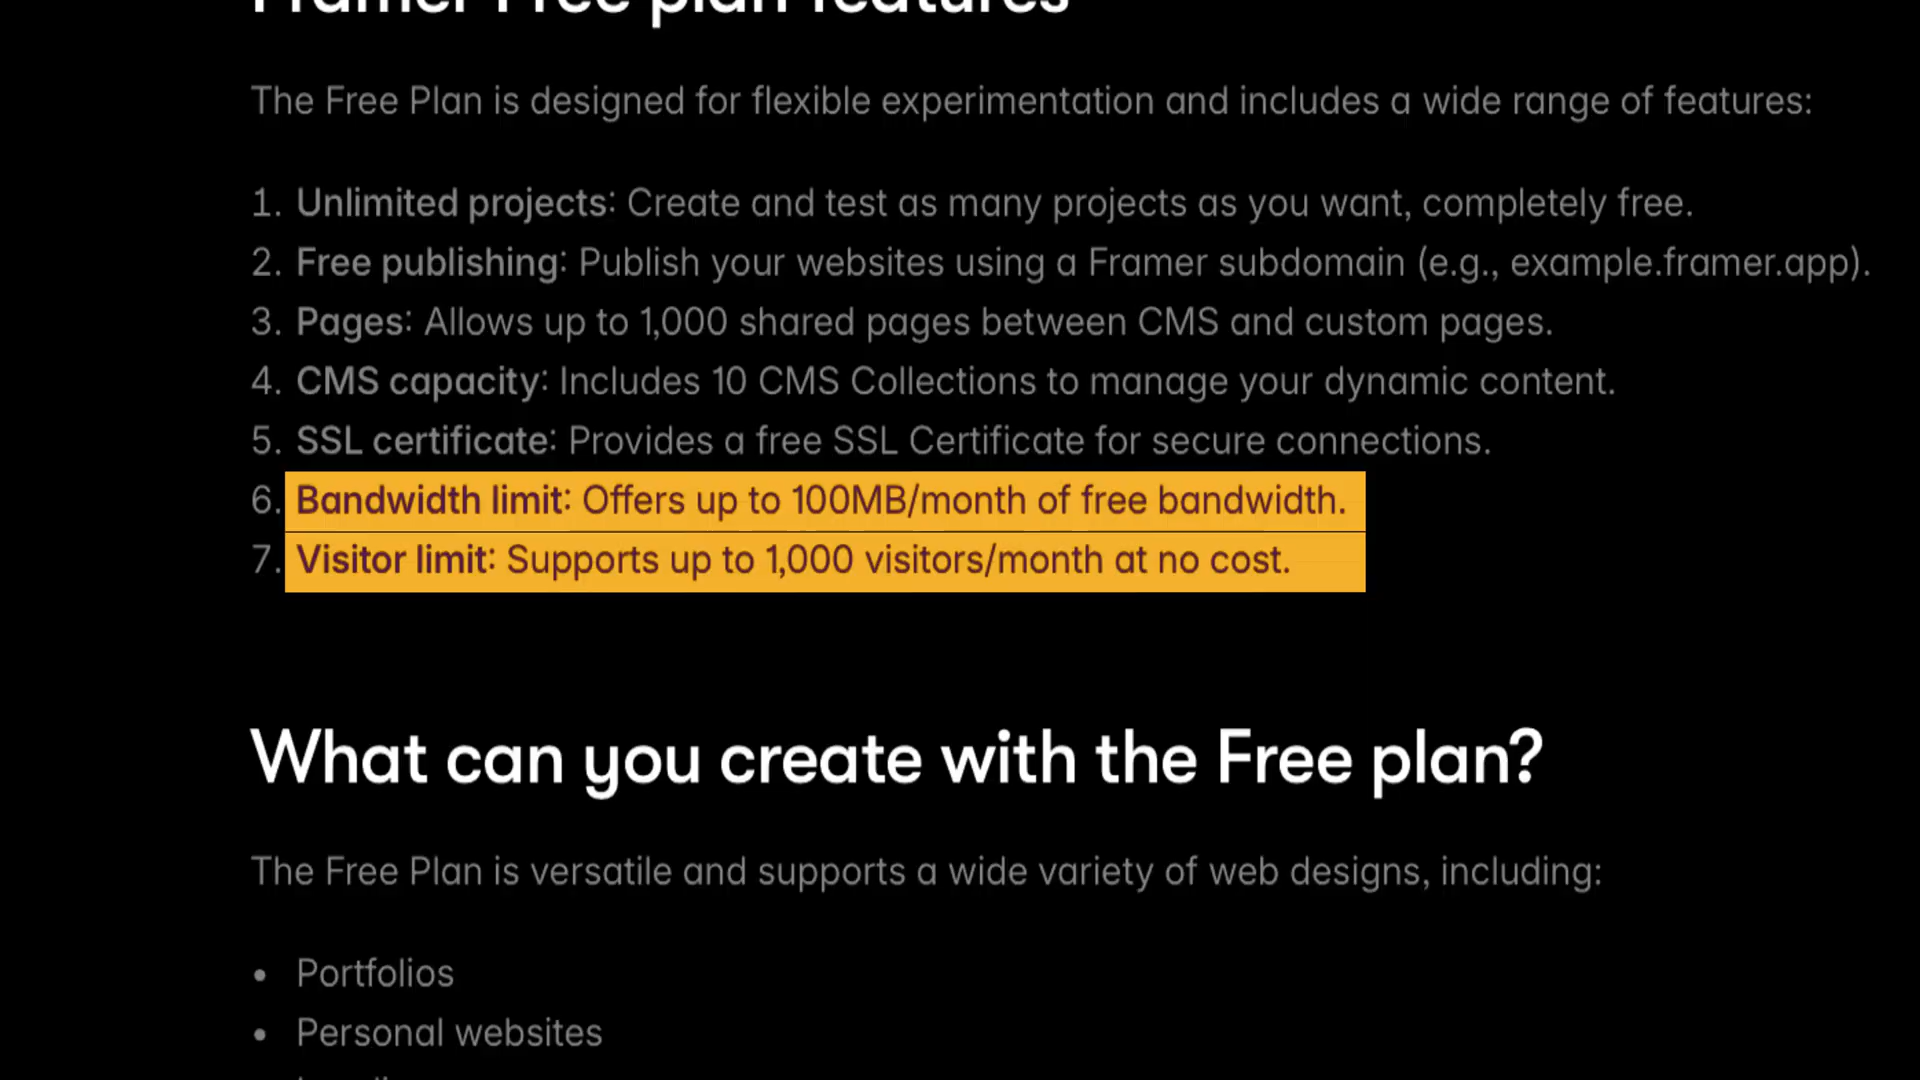 Framer Free plan features
The Free Plan is designed for flexible experimentation and includes a wide range of features:
1. Unlimited projects: Create and test as many projects as you want, completely free.
2. Free publishing: Publish your websites using a Framer subdomain (e.g., example.framer.app).
3. Pages: Allows up to 1,000 shared pages between CMS and custom pages.
4. CMS capacity: Includes 10 CMS Collections to manage your dynamic content.
5. SSL certificate: Provides a free SSL Certificate for secure connections.
6. Bandwidth limit: Offers up to 100MB/month of free bandwidth.
7. Visitor limit: Supports up to 1,000 visitors/month at no cost.
What can you create with the Free plan?
The Free Plan is versatile and supports a wide variety of web designs, including:
• Portfolios
• Personal websites